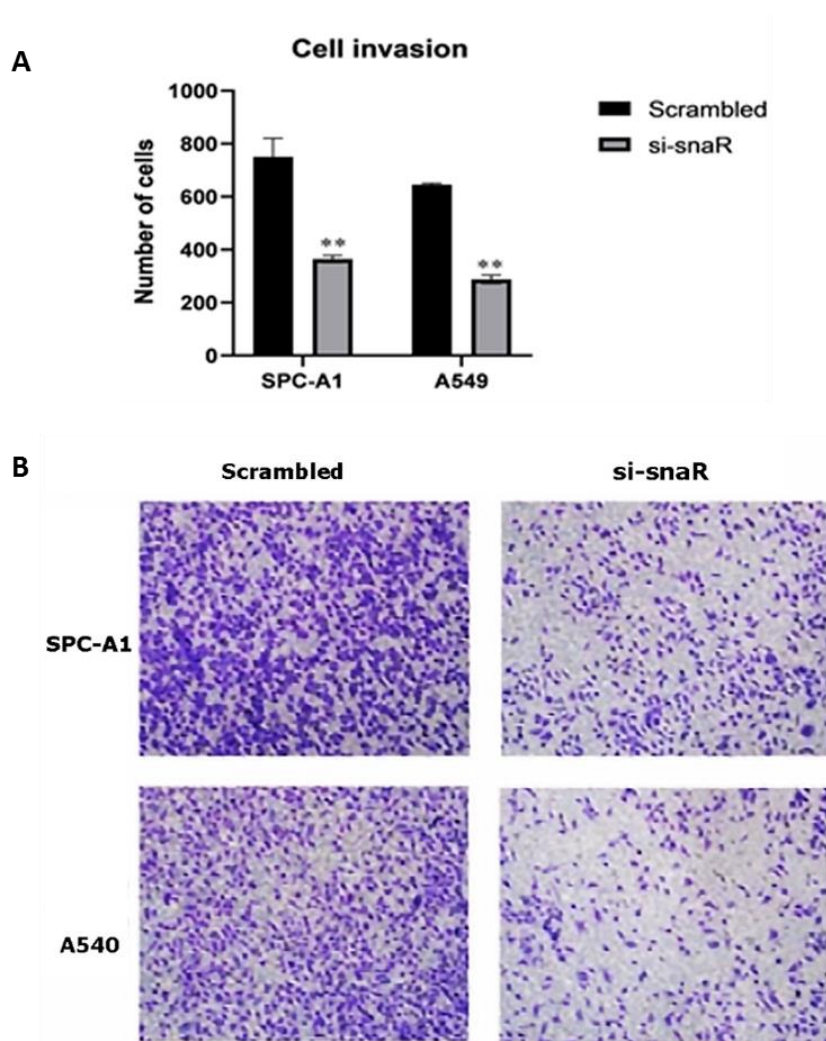 A
Cell invasion
Number of cells
1000
800
600
400
200
0
**
**
SPC-A1
A549
Scrambled
si-snaR
B
Scrambled
si-snaR
SPC-A1
A540